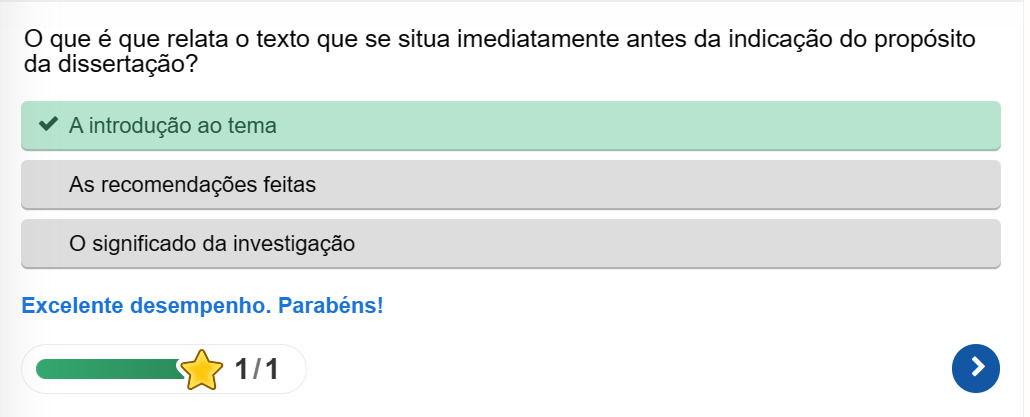 O que é que relata o texto que se situa imediatamente antes da indicação do propósito
da dissertação?
A introdução ao tema
As recomendações feitas
O significado da investigação
Excelente desempenho. Parabéns!
1/1